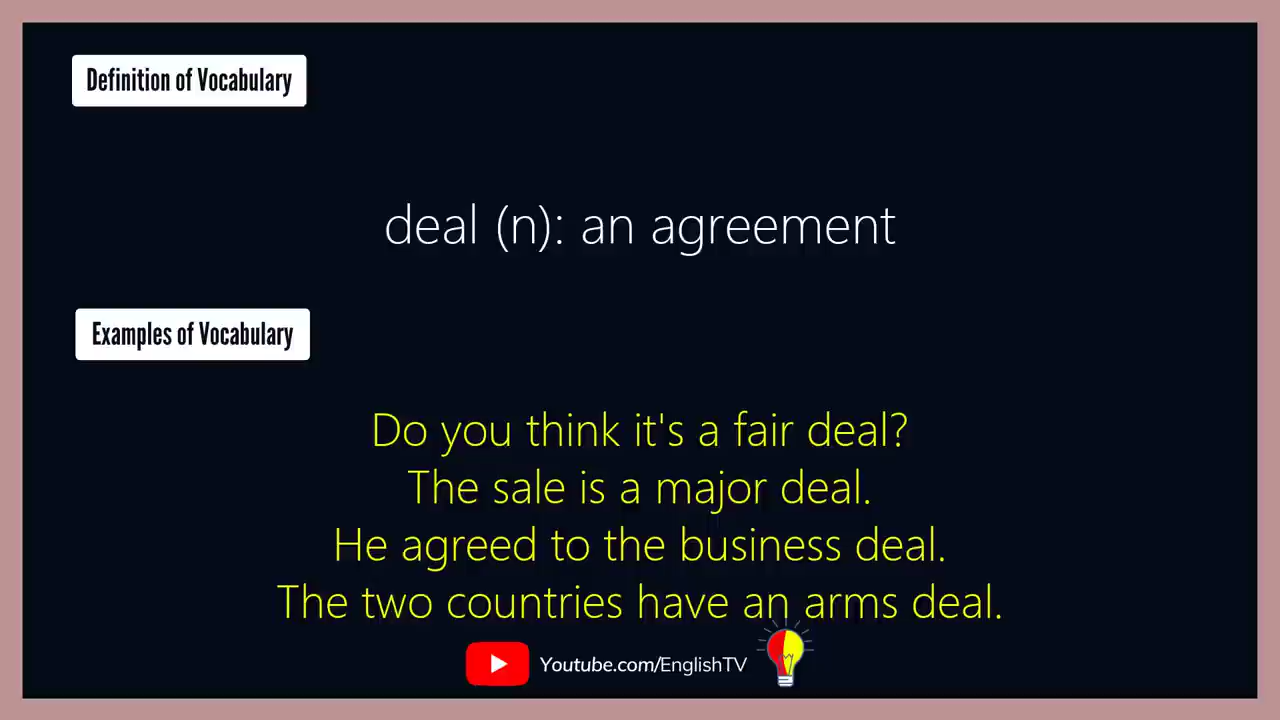 Definition of Vocabulary
deal (n): an agreement
Examples of Vocabulary
Do you think it's a fair deal?
The sale is a major deal.
He agreed to the business deal.
The two countries have an arms deal.
Youtube.com/EnglishTV